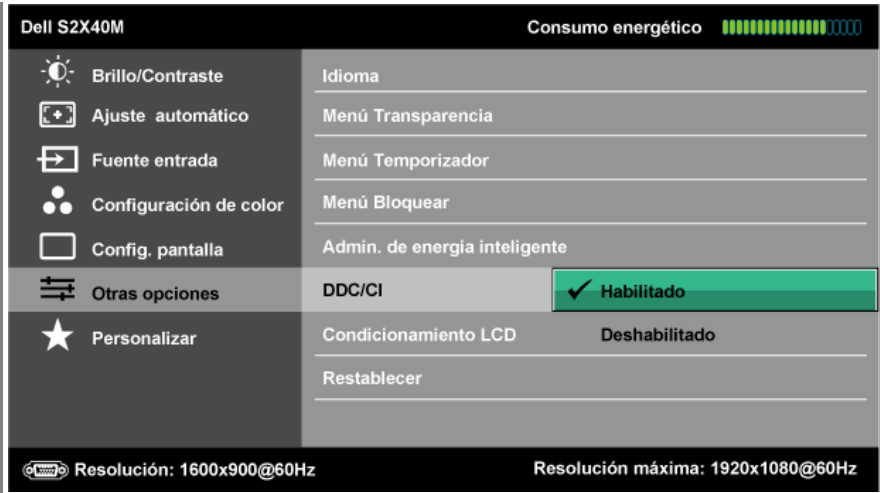 Dell S2X40M
Consumo energético
Brillo/Contraste
Ajuste automático
Fuente entrada
Configuración de color
Config. pantalla
Otras opciones
Personalizar
Idioma
Menú Transparencia
Menú Temporizador
Menú Bloquear
Admin. de energía inteligente
DDC/CI
Habilitado
Condicionamiento LCD
Deshabilitado
Restablecer
Resolución: 1600x900@60Hz
Resolución máxima: 1920x1080@60Hz